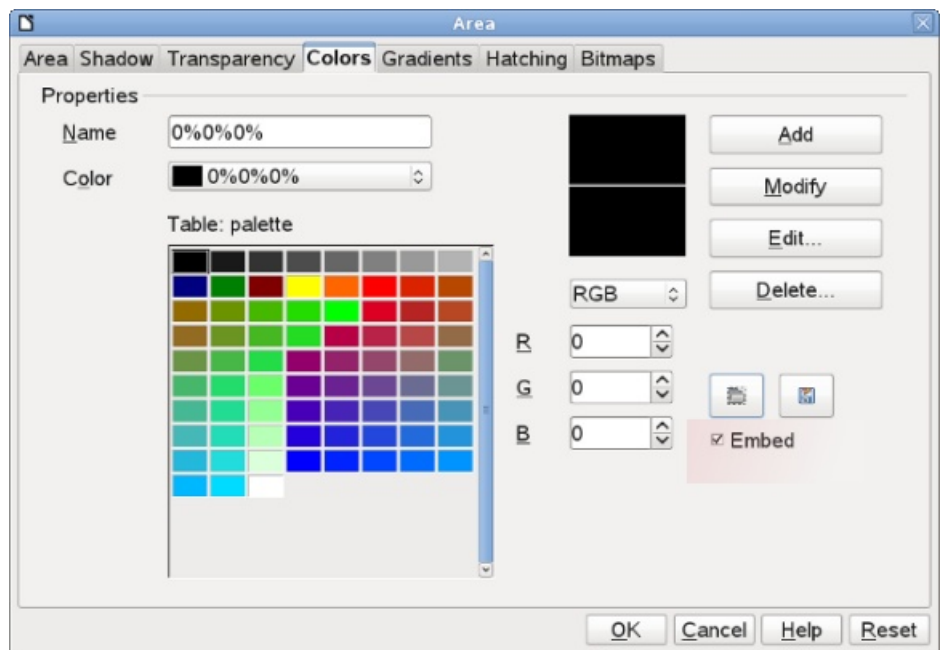 Area
Area Shadow Transparency Colors Gradients Hatching Bitmaps
Properties
Name 0%0%0% Add
Color 0%0%0% Modify
Table: palette Edit...
RGB Delete...
R 0
G 0
B 0 Embed
OK Cancel Help Reset